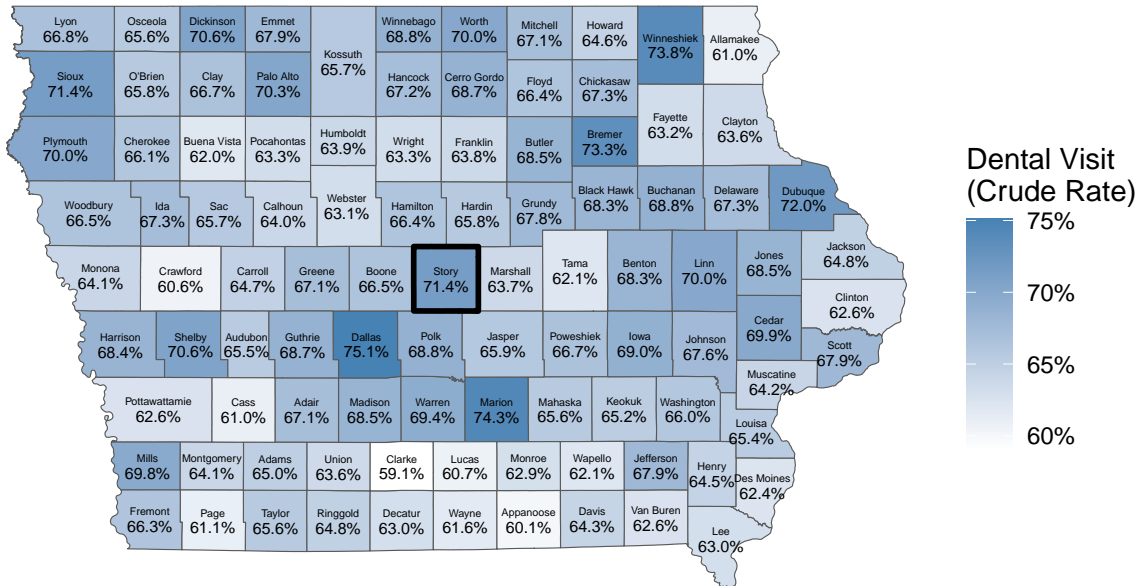 Lyon
66.8%
Osceola
65.6%
Dickinson
70.6%
Emmet
67.9%
Kossuth
65.7%
Winnebago
68.8%
Worth
70.0%
Mitchell
67.1%
Howard
64.6%
Winneshiek
73.8%
Allamakee
61.0%
Sioux
71.4%
O'Brien
65.8%
Clay
66.7%
Palo Alto
70.3%
Hancock
67.2%
Cerro Gordo
68.7%
Floyd
66.4%
Chickasaw
67.3%
Fayette
63.2%
Clayton
63.6%
Plymouth
70.0%
Cherokee
66.1%
Buena Vista
62.0%
Pocahontas
63.3%
Humboldt
63.9%
Wright
63.3%
Franklin
63.8%
Butler
68.5%
Bremer
73.3%
Woodbury
66.5%
Ida
67.3%
Sac
65.7%
Calhoun
64.0%
Webster
63.1%
Hamilton
66.4%
Hardin
65.8%
Grundy
67.8%
Black Hawk
68.3%
Buchanan
68.8%
Delaware
67.3%
Dubuque
72.0%
Monona
64.1%
Crawford
60.6%
Carroll
64.7%
Greene
67.1%
Boone
66.5%
Story
71.4%
Marshall
63.7%
Tama
62.1%
Benton
68.3%
Linn
70.0%
Jones
68.5%
Jackson
64.8%
Clinton
62.6%
Harrison
68.4%
Shelby
70.6%
Audubon
65.5%
Guthrie
68.7%
Dallas
75.1%
Polk
68.8%
Jasper
65.9%
Poweshiek
66.7%
Iowa
69.0%
Johnson
67.6%
Cedar
69.9%
Scott
67.9%
Muscatine
64.2%
Pottawattamie
62.6%
Cass
61.0%
Adair
67.1%
Madison
68.5%
Warren
69.4%
Marion
74.3%
Mahaska
65.6%
Keokuk
65.2%
Washington
66.0%
Louisa
65.4%
Mills
69.8%
Montgomery
64.1%
Adams
65.0%
Union
63.6%
Clarke
59.1%
Lucas
60.7%
Monroe
62.9%
Wapello
62.1%
Jefferson
67.9%
Henry
64.5%
Des Moines
62.4%
Fremont
66.3%
Page
61.1%
Taylor
65.6%
Ringgold
64.8%
Decatur
63.0%
Wayne
61.6%
Appanoose
60.1%
Davis
64.3%
Van Buren
62.6%
Lee
63.0%
Dental Visit
(Crude Rate)
75%
70%
65%
60%